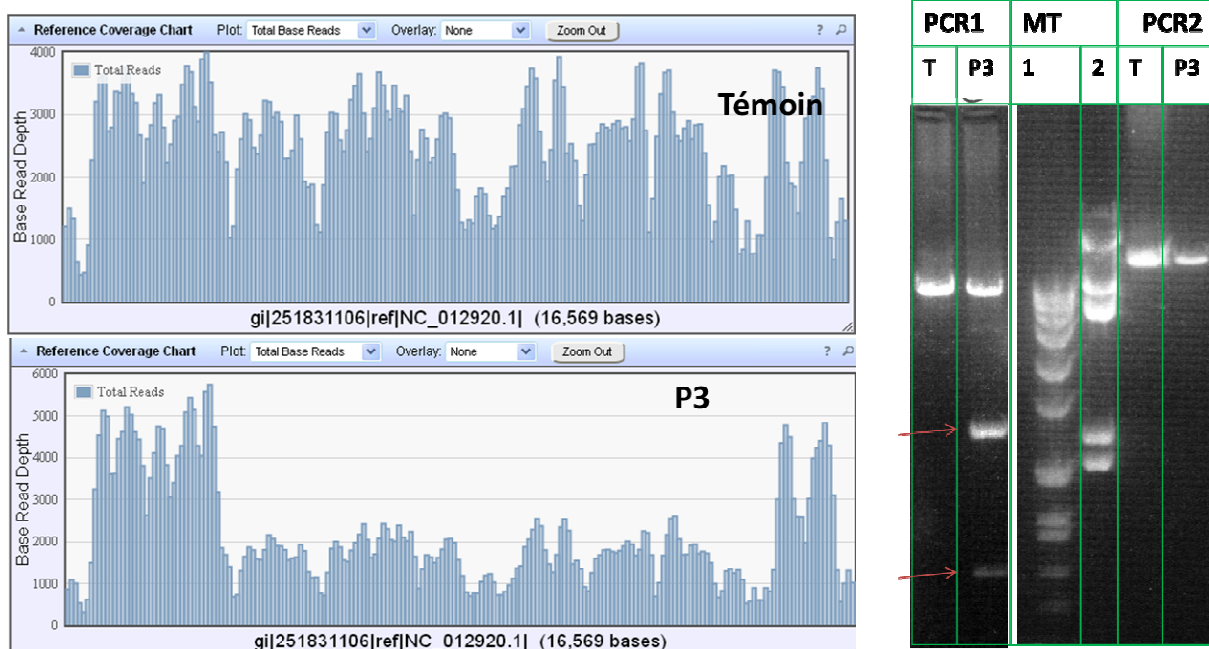 Reference Coverage Chart Plot: Total Base Reads Overlay: None Zoom Out ?
4000
3000
2000
1000
0
Base Read Depth
Total Reads
Témoin
gi|251831106|ref|NC_012920.1| (16,569 bases)
Reference Coverage Chart Plot: Total Base Reads Overlay: None Zoom Out ?
6000
5000
4000
3000
2000
1000
0
Base Read Depth
Total Reads
P3
gi|251831106|ref|NC_012920.1| (16,569 bases)
PCR1 MT PCR2
T P3 1 2 T P3